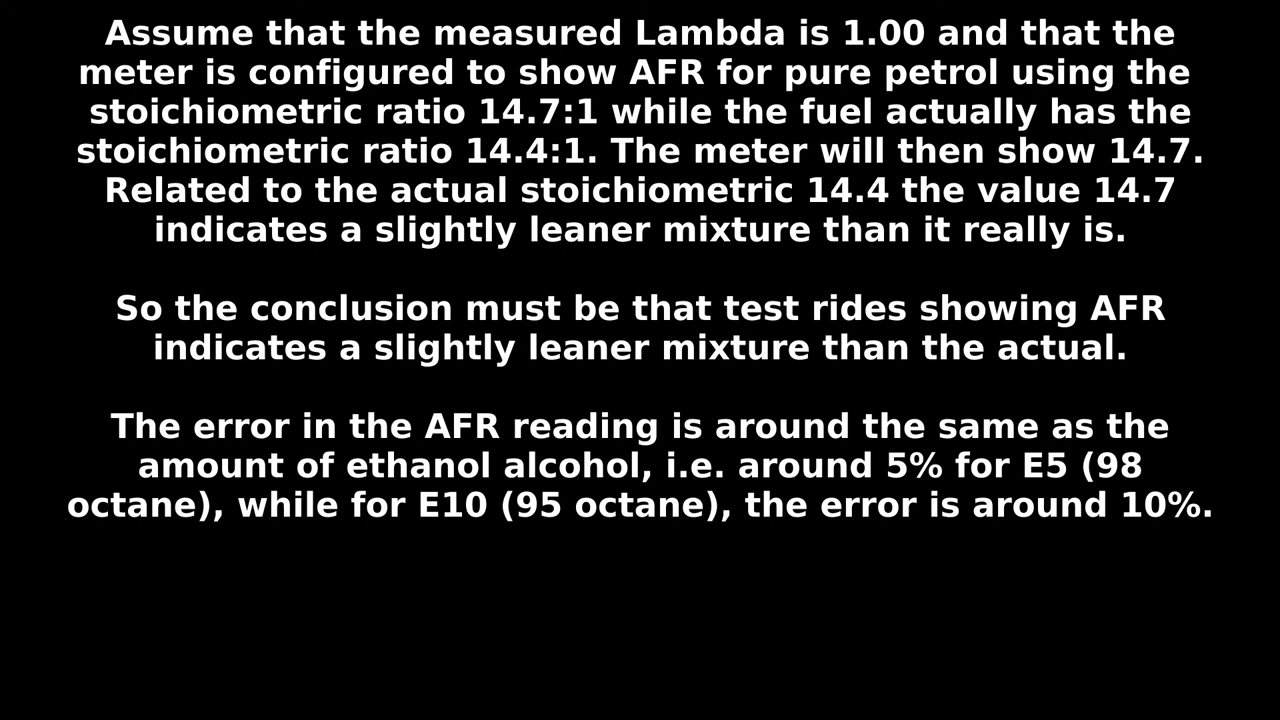 Assume that the measured Lambda is 1.00 and that the
meter is configured to show AFR for pure petrol using the
stoichiometric ratio 14.7:1 while the fuel actually has the
stoichiometric ratio 14.4:1. The meter will then show 14.7.
Related to the actual stoichiometric 14.4 the value 14.7
indicates a slightly leaner mixture than it really is.
So the conclusion must be that test rides showing AFR
indicates a slightly leaner mixture than the actual.
The error in the AFR reading is around the same as the
amount of ethanol alcohol, i.e. around 5% for E5 (98
octane), while for E10 (95 octane), the error is around 10%.